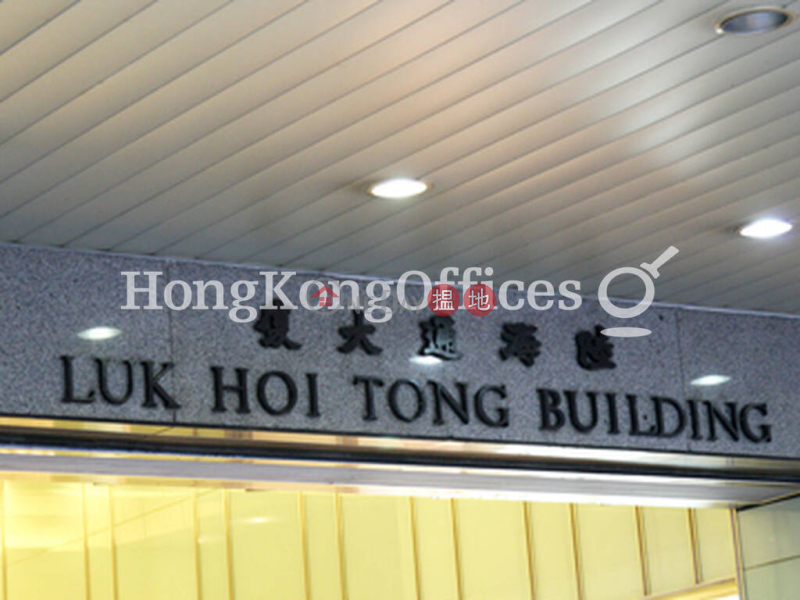 HongKongOffices
搵地
陸海通大廈
LUK HOI TONG BUILDING